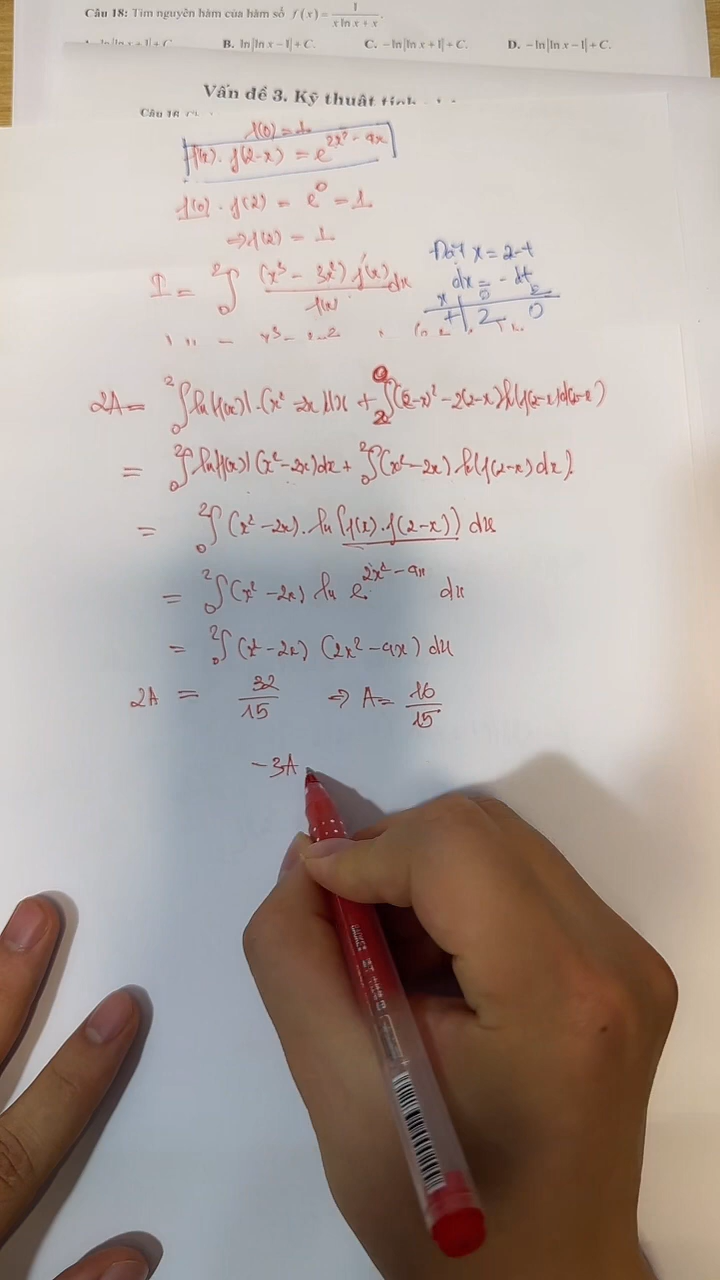 Câu 18: Tìm nguyên hàm của hàm số f(x) = 1/(x ln x + x).
B. ln|ln x − 1| + C. C. −ln|ln x + 1| + C. D. −ln|ln x − 1| + C.
Vấn đề 3. Kỹ thuật tính
f(0) = 1
f(x) . f(2−x) = e^(2x² − 4x)
f(0) . f(2) = e^0 = 1
⇒ f(2) = 1
I = ₀²∫ (x³ − 3x²) f'(x) / f(x) dx
Đặt x = 2−t
dx = −dt
x 0 2
t 2 0
2A = ₀²∫ ln f(x) . (x² − 2x) dx + ₂⁰∫ (2−x)² − 2(2−x) ln f(2−x) d(2−x)
= ₀²∫ ln f(x) (x² − 2x) dx + ₀²∫ (x² − 2x) . ln (f(2−x) dx)
= ₀²∫ (x² − 2x) . ln (f(x) . f(2−x)) dx
= ₀²∫ (x² − 2x) ln e^(2x² − 4x) dx
= ₀²∫ (x² − 2x) (2x² − 4x) dx
2A = 32/15 ⇒ A = 16/15
−3A